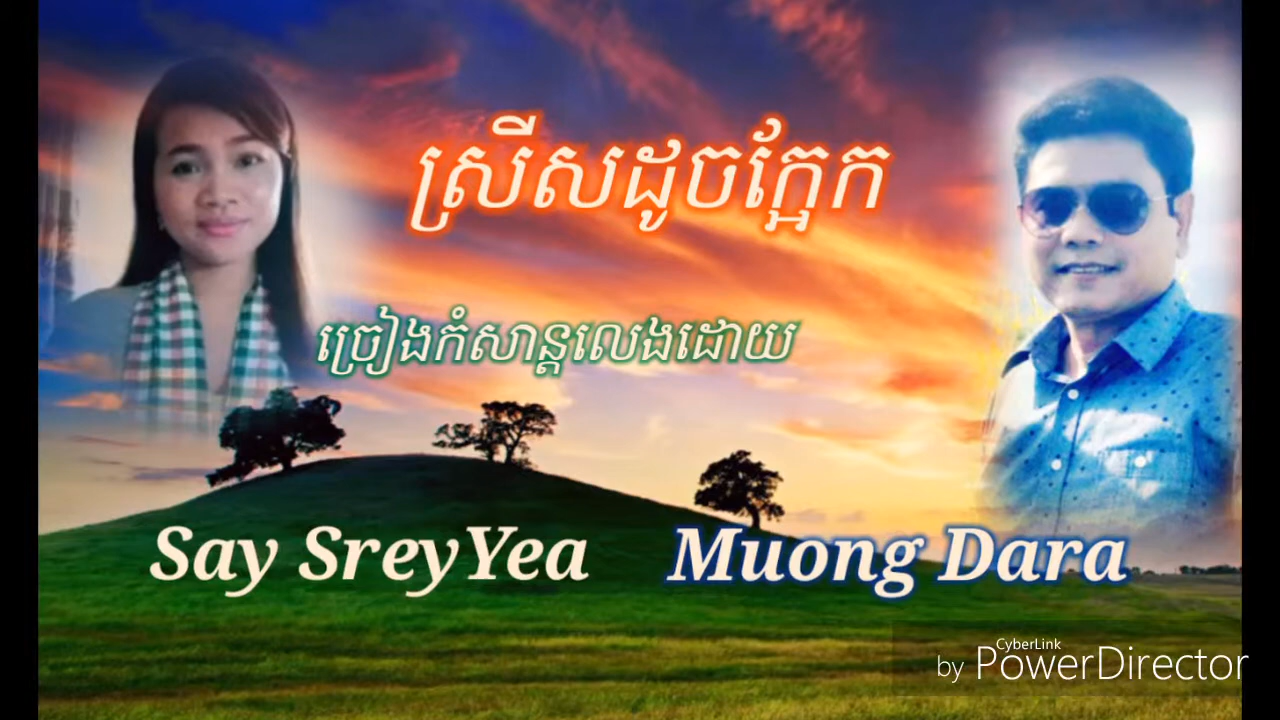 ស្រីសដូចក្អែក
ច្រៀងកំសាន្តលេងដោយ
Say SreyYea
Muong Dara
CyberLink
by PowerDirector